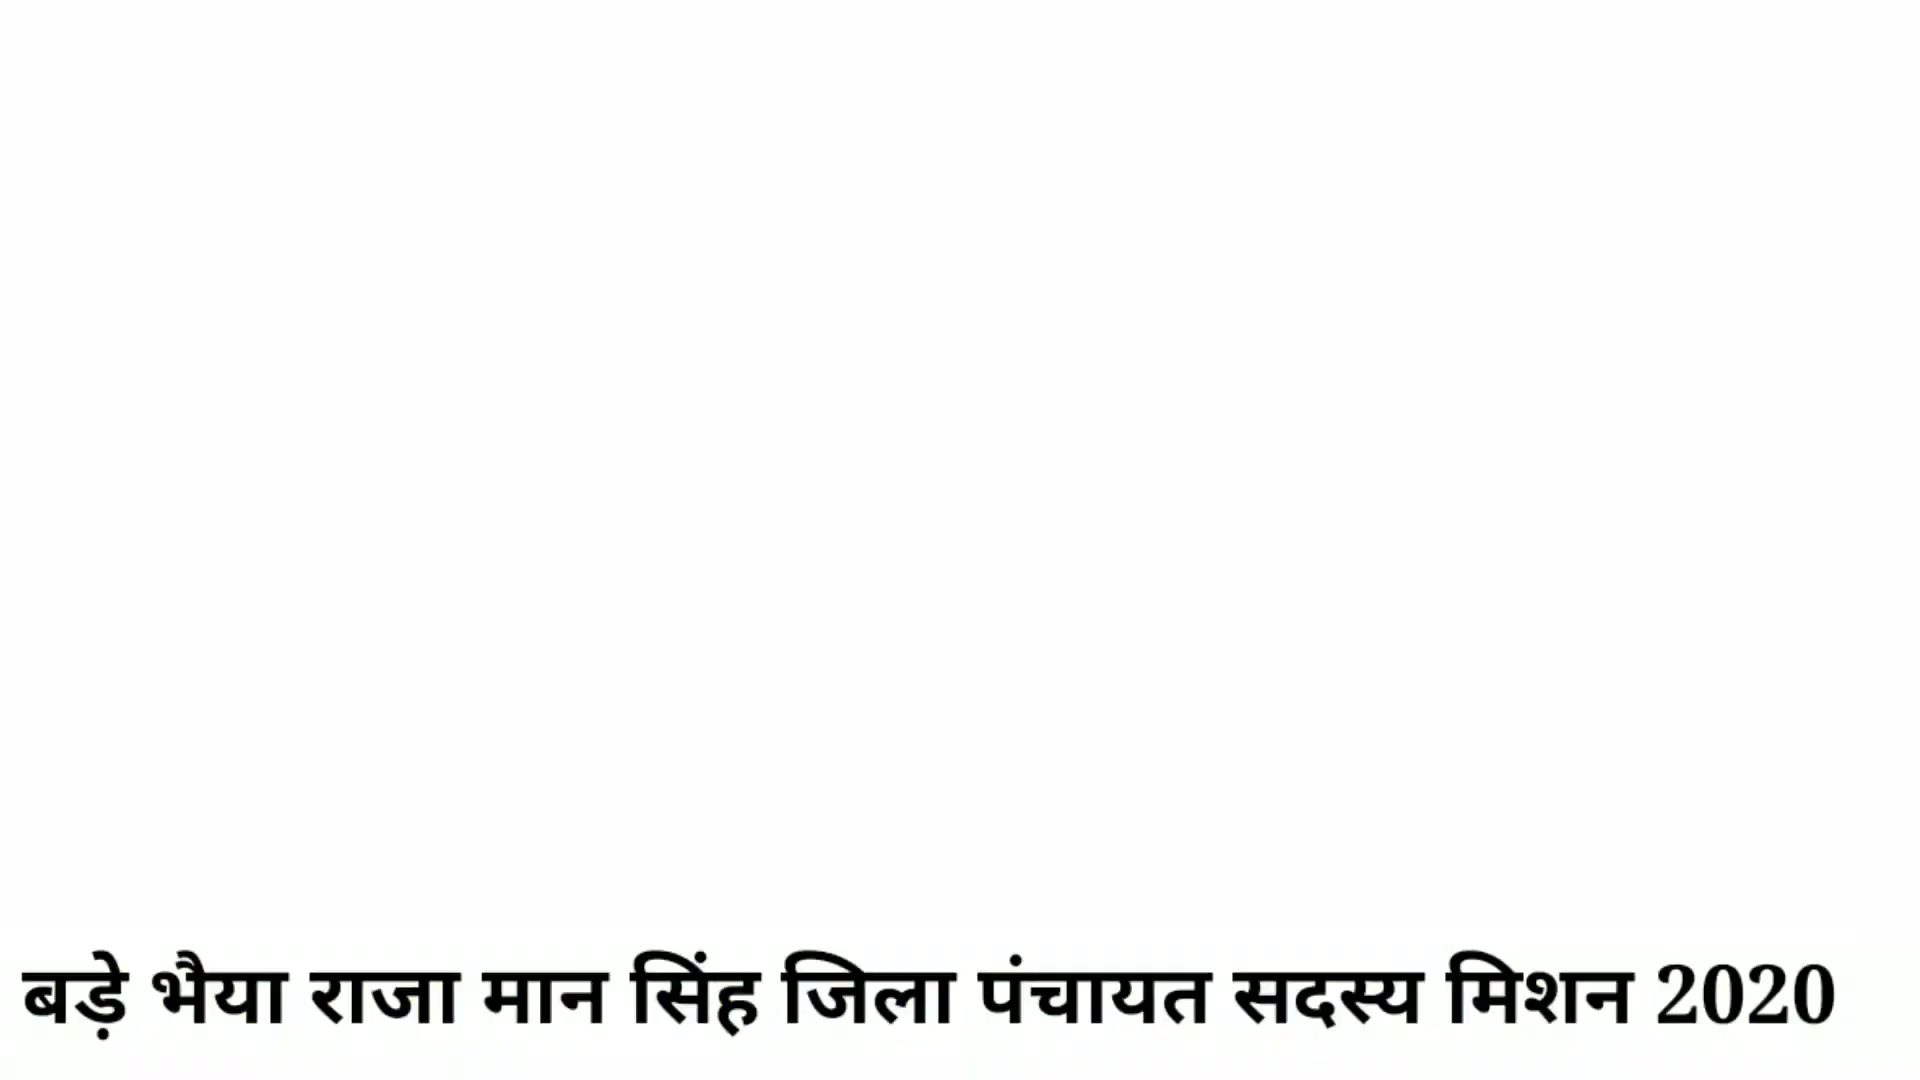 बड़े भैया राजा मान सिंह जिला पंचायत सदस्य मिशन 2020